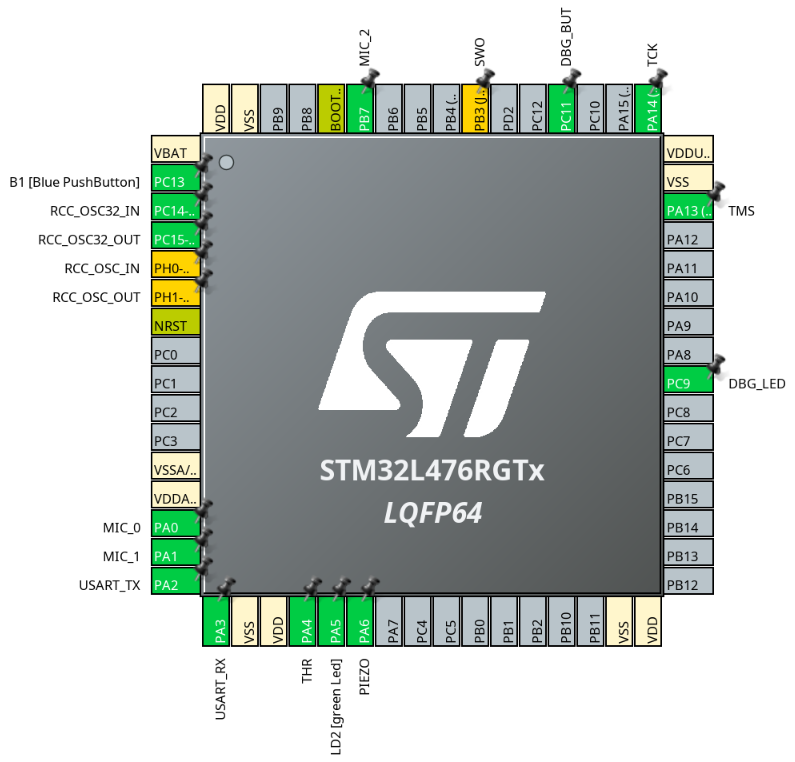 MIC_2
SWO
DBG_BUT
TCK
VDD
VSS
PB9
PB8
BOOT..
PB7
PB6
PB5
PB4 (..
PB3 (J..
PD2
PC12
PC11
PC10
PA15 (..
PA14 (..
VBAT
B1 [Blue PushButton] PC13
RCC_OSC32_IN PC14-..
RCC_OSC32_OUT PC15-..
RCC_OSC_IN PH0-..
RCC_OSC_OUT PH1-..
NRST
PC0
PC1
PC2
PC3
VSSA/..
VDDA..
MIC_0 PA0
MIC_1 PA1
USART_TX PA2
ST
STM32L476RGTx
LQFP64
VDDU..
VSS
PA13 (.. TMS
PA12
PA11
PA10
PA9
PA8
PC9 DBG_LED
PC8
PC7
PC6
PB15
PB14
PB13
PB12
PA3
VSS
VDD
PA4
PA5
PA6
PA7
PC4
PC5
PB0
PB1
PB2
PB10
PB11
VSS
VDD
USART_RX
THR
LD2 [green Led]
PIEZO